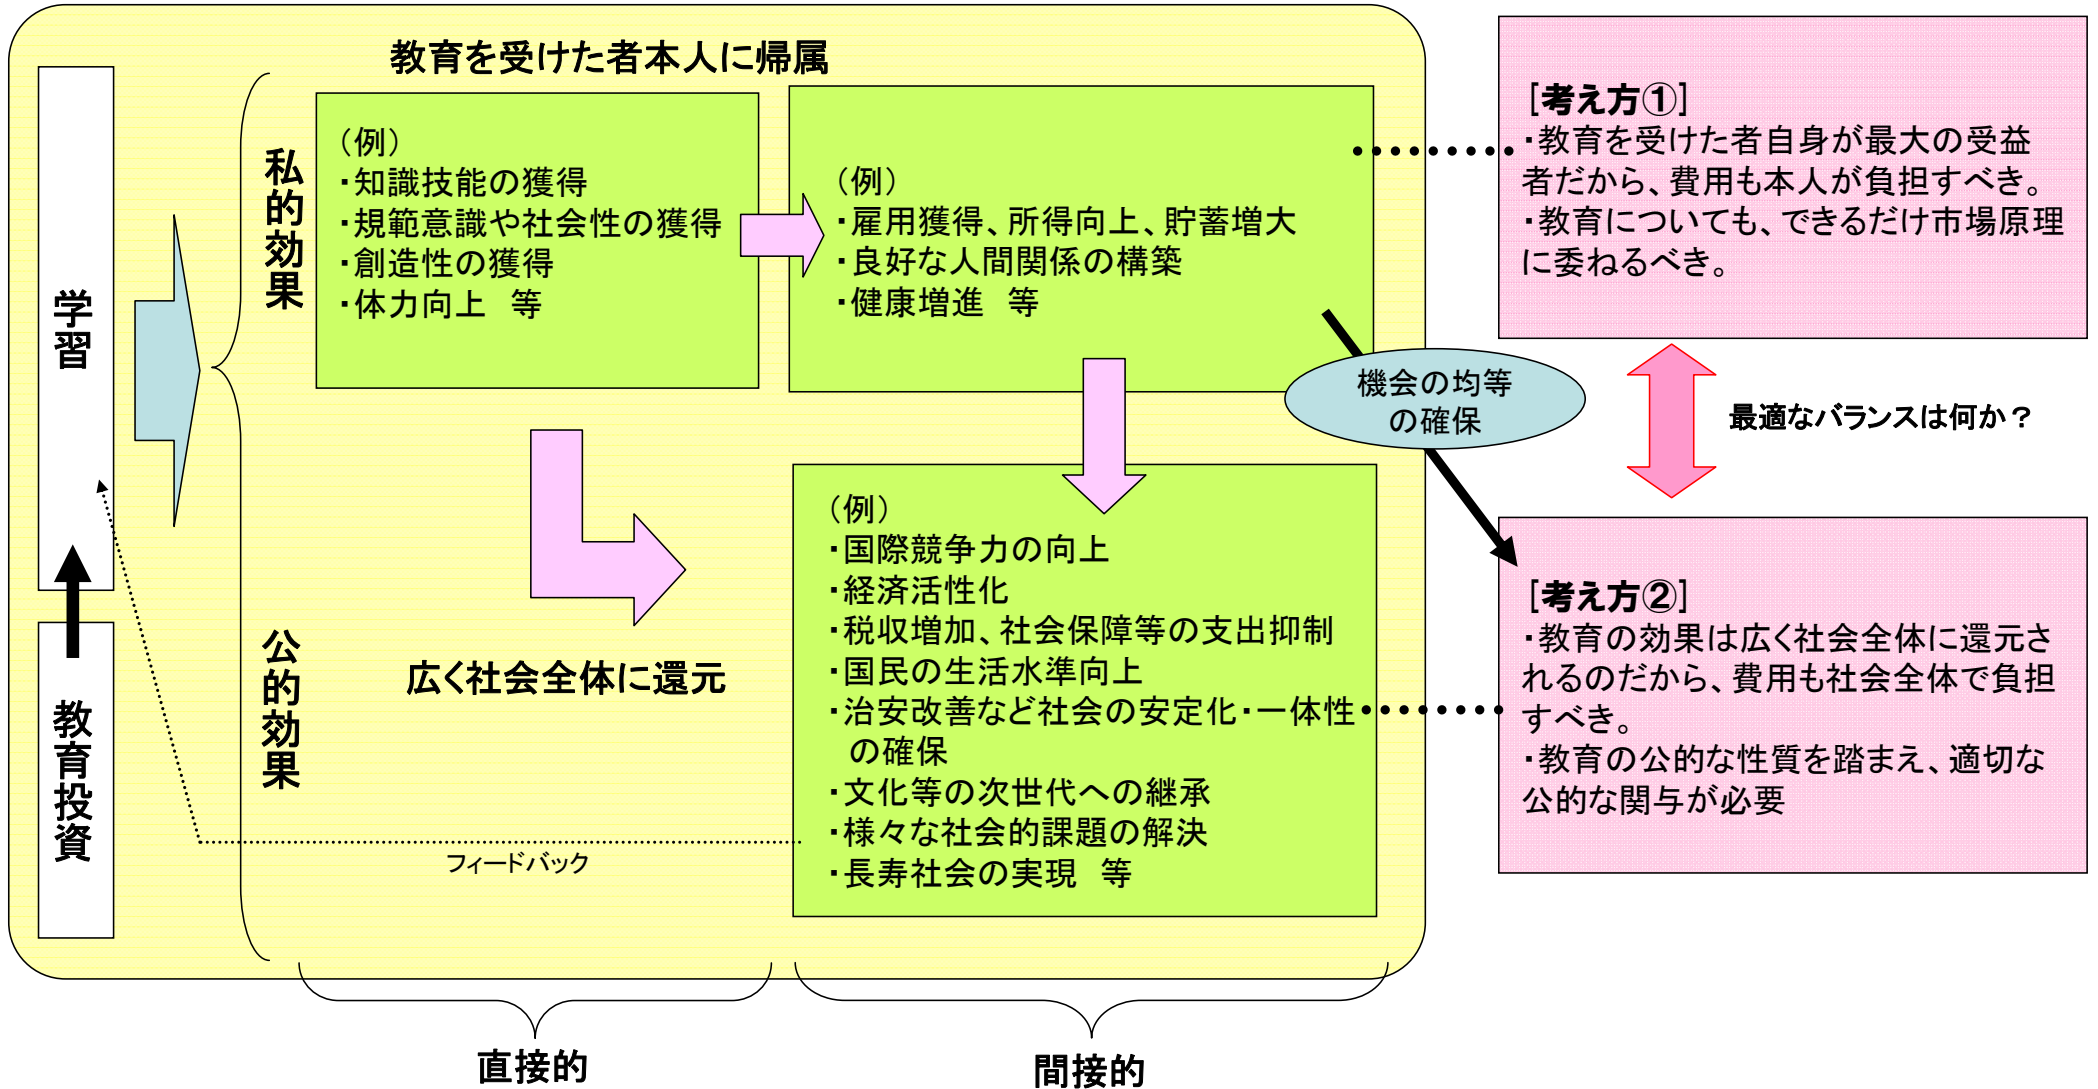 教育を受けた者本人に帰属
学習
教育投資
私的効果
公的効果
（例）
・知識技能の獲得
・規範意識や社会性の獲得
・創造性の獲得
・体力向上　等
（例）
・雇用獲得、所得向上、貯蓄増大
・良好な人間関係の構築
・健康増進　等
広く社会全体に還元
（例）
・国際競争力の向上
・経済活性化
・税収増加、社会保障等の支出抑制
・国民の生活水準向上
・治安改善など社会の安定化・一体性
の確保
・文化等の次世代への継承
・様々な社会的課題の解決
・長寿社会の実現　等
フィードバック
直接的
間接的
機会の均等
の確保
[考え方①]
・教育を受けた者自身が最大の受益
者だから、費用も本人が負担すべき。
・教育についても、できるだけ市場原理
に委ねるべき。
最適なバランスは何か？
[考え方②]
・教育の効果は広く社会全体に還元さ
れるのだから、費用も社会全体で負担
すべき。
・教育の公的な性質を踏まえ、適切な
公的な関与が必要